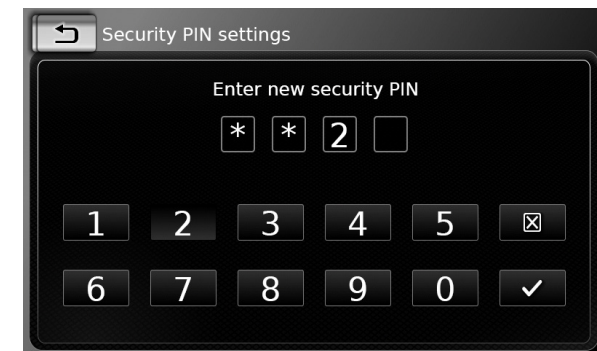 Security PIN settings
Enter new security PIN
* * 2
1 2 3 4 5
6 7 8 9 0